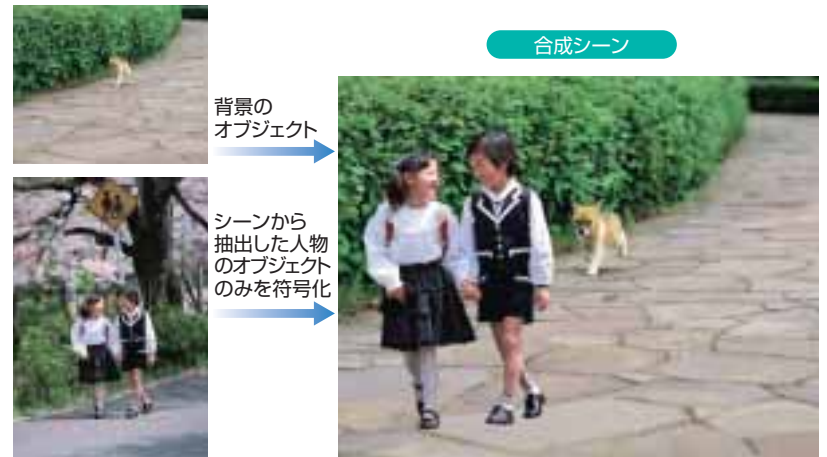 合成シーン
背景の
オブジェクト
シーンから
抽出した人物
のオブジェクト
のみを符号化